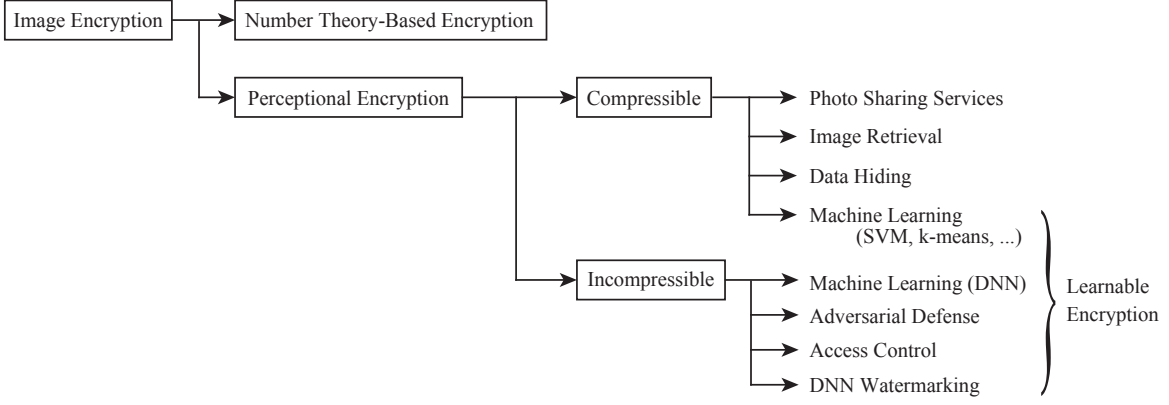 Image Encryption
Number Theory-Based Encryption
Perceptional Encryption
Compressible
Photo Sharing Services
Image Retrieval
Data Hiding
Machine Learning
(SVM, k-means, ...)
Incompressible
Machine Learning (DNN)
Adversarial Defense
Access Control
DNN Watermarking
Learnable
Encryption